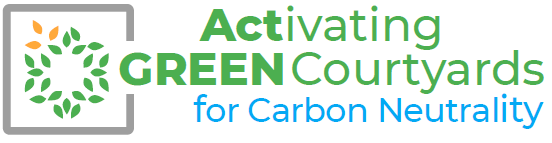 Activating
GREEN Courtyards
for Carbon Neutrality